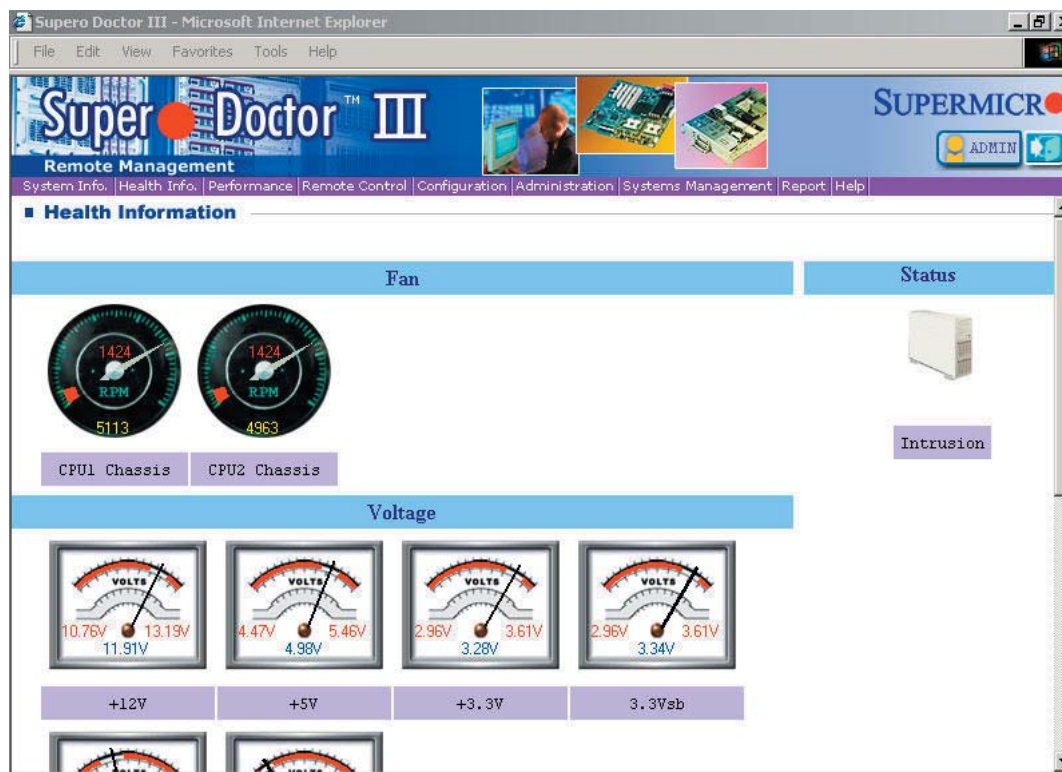 Supero Doctor III - Microsoft Internet Explorer
File Edit View Favorites Tools Help
Super Doctor™ III
SUPERMICR
Remote Management
ADMIN
System Info. Health Info. Performance Remote Control Configuration Administration Systems Management Report Help
Health Information
Fan
Status
1424
RPM
5113
1424
RPM
4963
CPU1 Chassis
CPU2 Chassis
Intrusion
Voltage
VOLTS
10.76V 13.19V
11.91V
VOLTS
4.47V 5.46V
4.98V
VOLTS
2.96V 3.61V
3.28V
VOLTS
2.96V 3.61V
3.34V
+12V
+5V
+3.3V
3.3Vsb
VOLTS
VOLTS